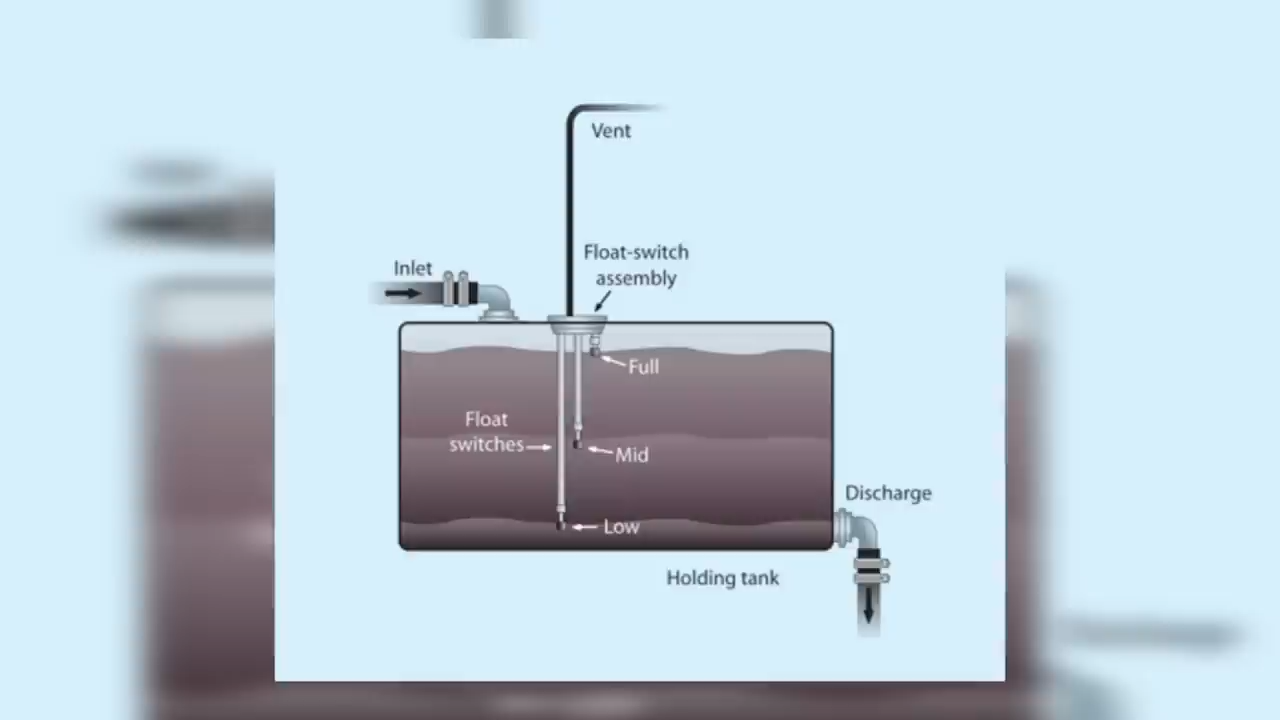 Vent
Float-switch
assembly
Inlet
Full
Float
switches
Mid
Discharge
Low
Holding tank